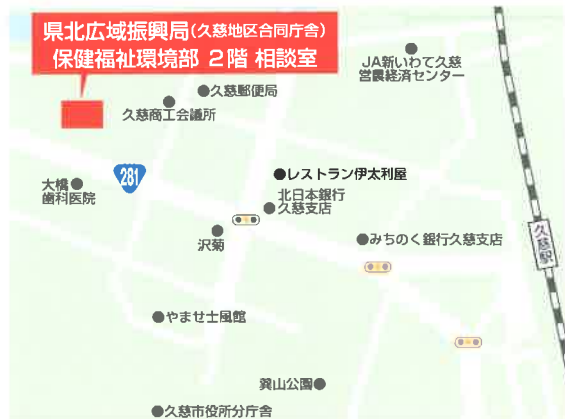 県北広域振興局(久慈地区合同庁舎)
保健福祉環境部 2階 相談室
JA新いわて久慈
営農経済センター
久慈郵便局
久慈商工会議所
281
大橋
歯科医院
レストラン伊太利屋
北日本銀行
久慈支店
沢菊
みちのく銀行久慈支店
久慈駅
やませ土風館
巽山公園
久慈市役所分庁舎